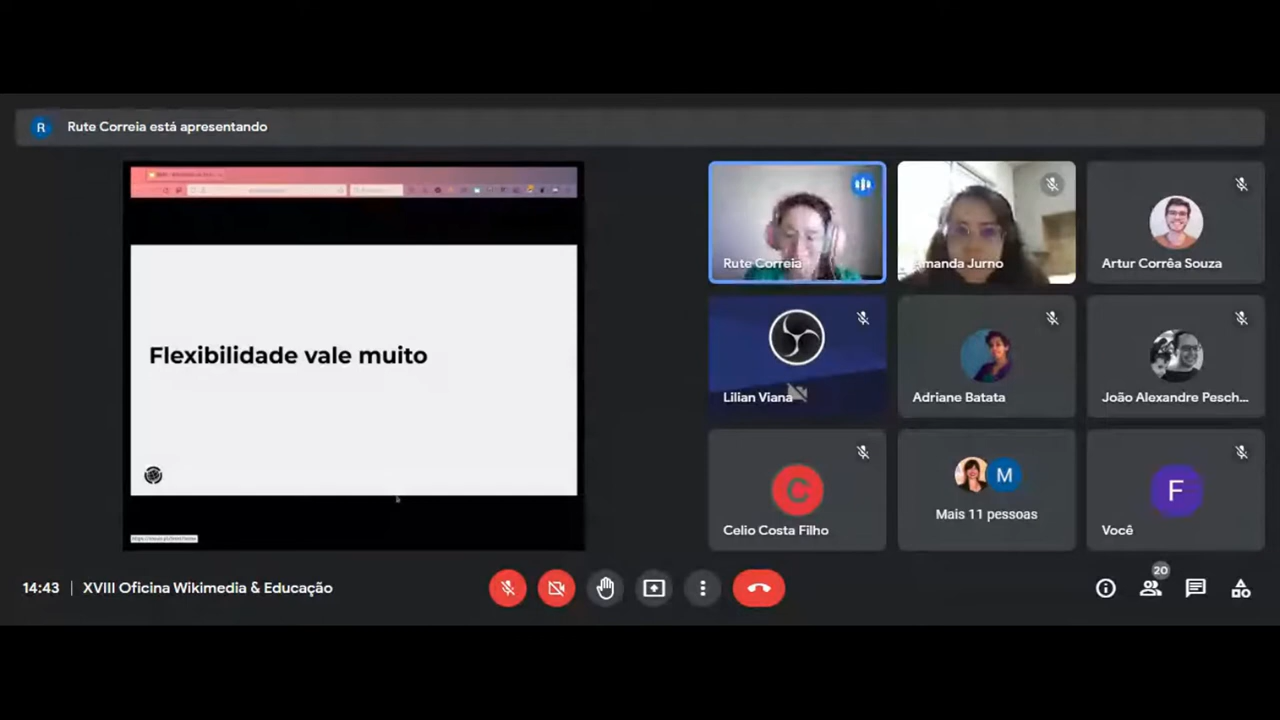 R Rute Correia está apresentando
Flexibilidade vale muito
Rute Correia
Amanda Jurno
Artur Corrêa Souza
Lilian Viana
Adriane Batata
João Alexandre Pesch...
C
Celio Costa Filho
M
Mais 11 pessoas
F
Você
14:43 | XVIII Oficina Wikimedia & Educação
20